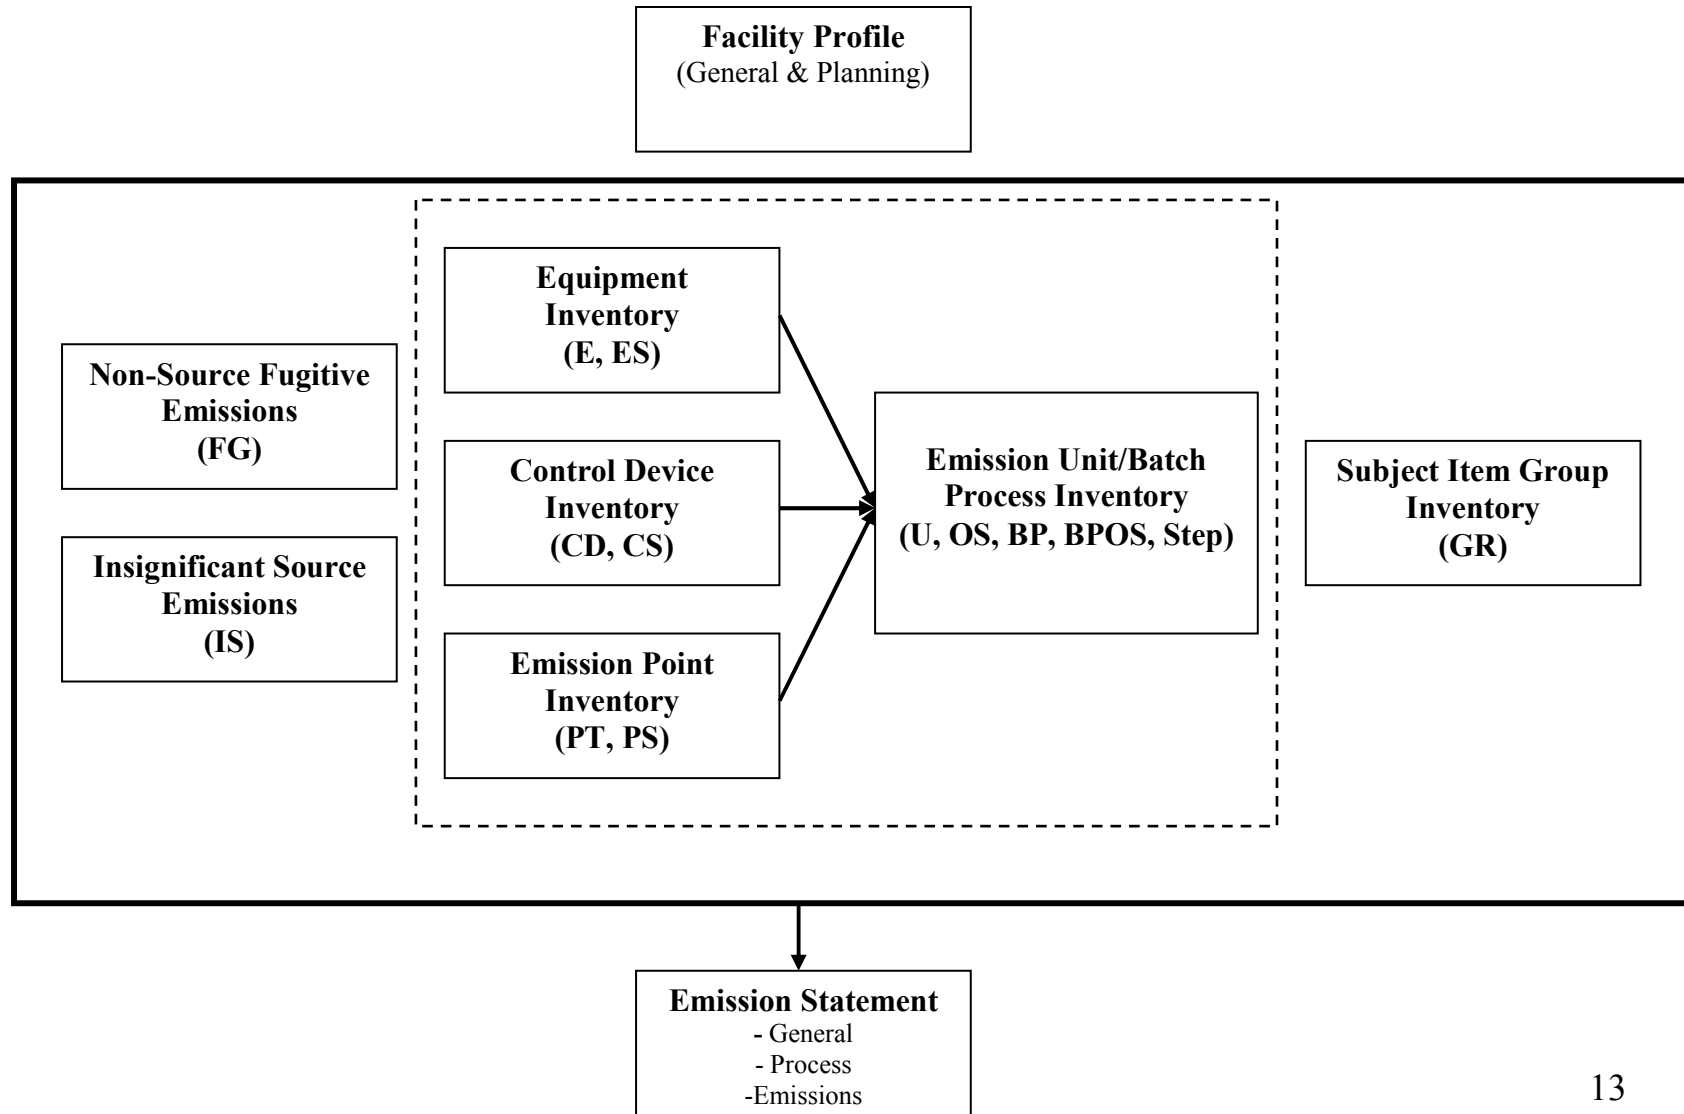 Facility Profile
(General & Planning)
Non-Source Fugitive
Emissions
(FG)
Insignificant Source
Emissions
(IS)
Equipment
Inventory
(E, ES)
Control Device
Inventory
(CD, CS)
Emission Point
Inventory
(PT, PS)
Emission Unit/Batch
Process Inventory
(U, OS, BP, BPOS, Step)
Subject Item Group
Inventory
(GR)
Emission Statement
- General
- Process
-Emissions
13